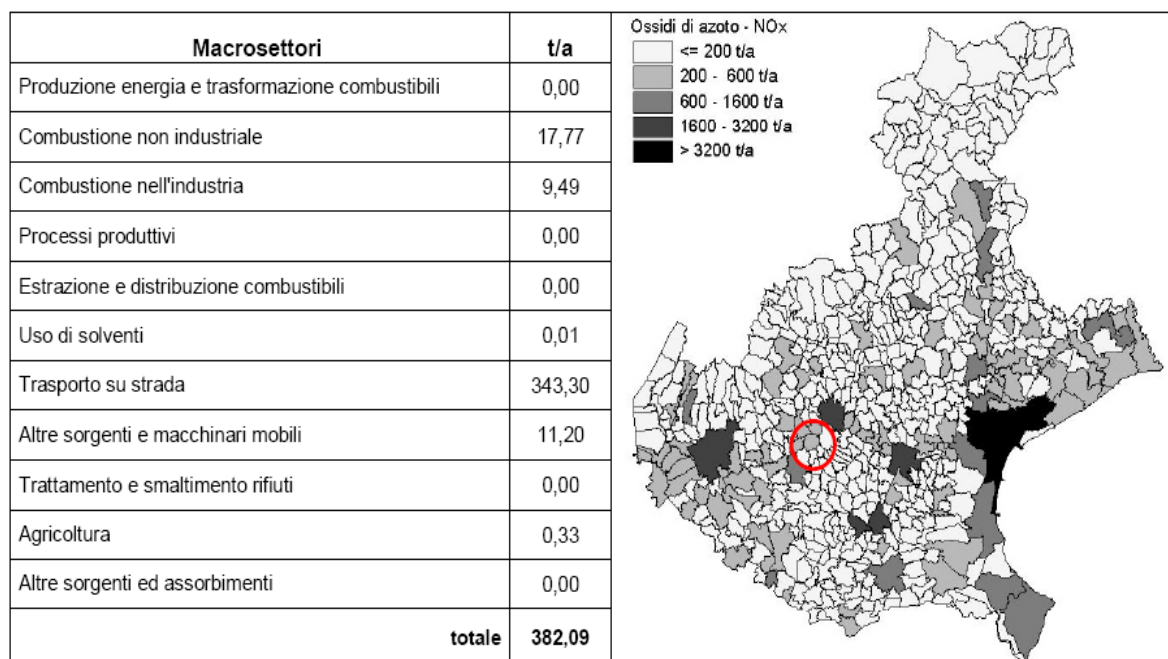 Macrosettori t/a
Produzione energia e trasformazione combustibili 0,00
Combustione non industriale 17,77
Combustione nell'industria 9,49
Processi produttivi 0,00
Estrazione e distribuzione combustibili 0,00
Uso di solventi 0,01
Trasporto su strada 343,30
Altre sorgenti e macchinari mobili 11,20
Trattamento e smaltimento rifiuti 0,00
Agricoltura 0,33
Altre sorgenti ed assorbimenti 0,00
totale 382,09
Ossidi di azoto - NOx
<= 200 t/a
200 - 600 t/a
600 - 1600 t/a
1600 - 3200 t/a
> 3200 t/a